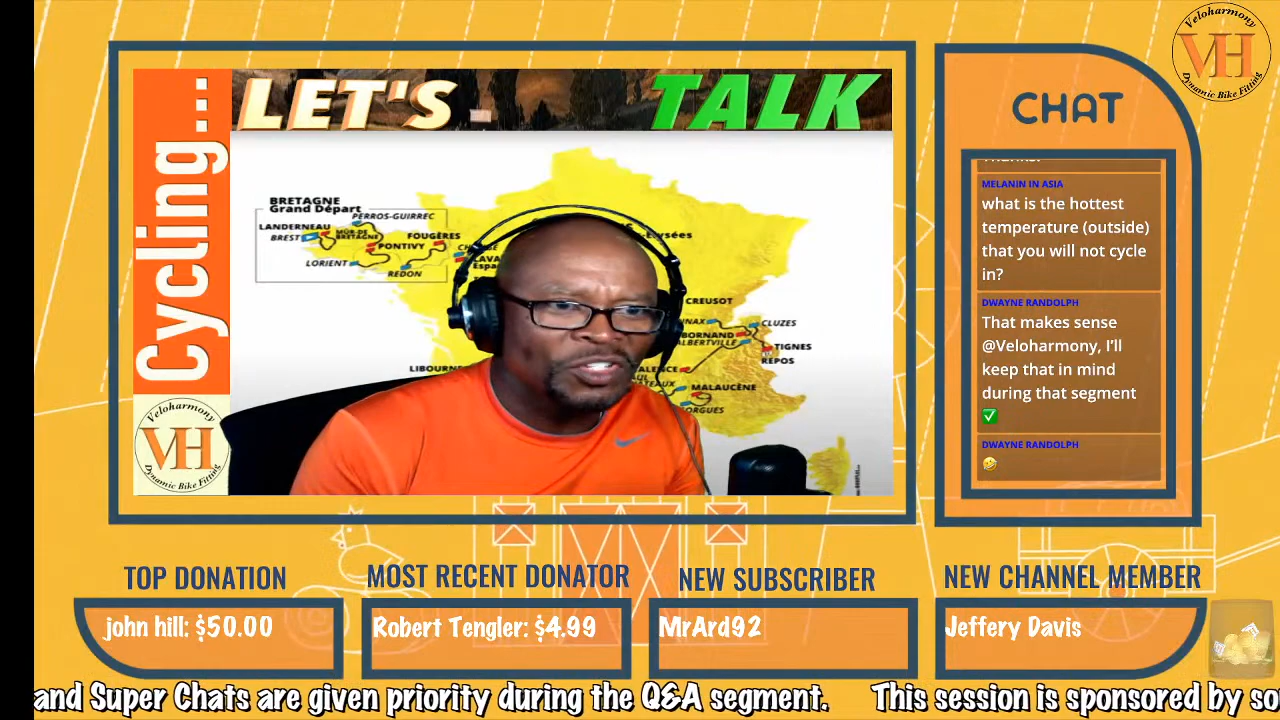 LET'S TALK
Cycling...
BRETAGNE
Grand Départ
PERROS-GUIRREC
LANDERNEAU
BREST
MÛR-DE-
BRETAGNE
FOUGÈRES
PONTIVY
LORIENT
REDON
LIBOURNE
CREUSOT
CLUZES
ALBERTVILLE
TIGNES
REPOS
MALAUCÈNE
Veloharmony
VH
Dynamic Bike Fitting
Veloharmony
VH
Dynamic Bike Fitting
CHAT
MELANIN IN ASIA
what is the hottest
temperature (outside)
that you will not cycle
in?
DWAYNE RANDOLPH
That makes sense
@Veloharmony, I'll
keep that in mind
during that segment
DWAYNE RANDOLPH
TOP DONATION
john hill: $50.00
MOST RECENT DONATOR
Robert Tengler: $4.99
NEW SUBSCRIBER
MrArd92
NEW CHANNEL MEMBER
Jeffery Davis
and Super Chats are given priority during the Q&A segment. This session is sponsored by so